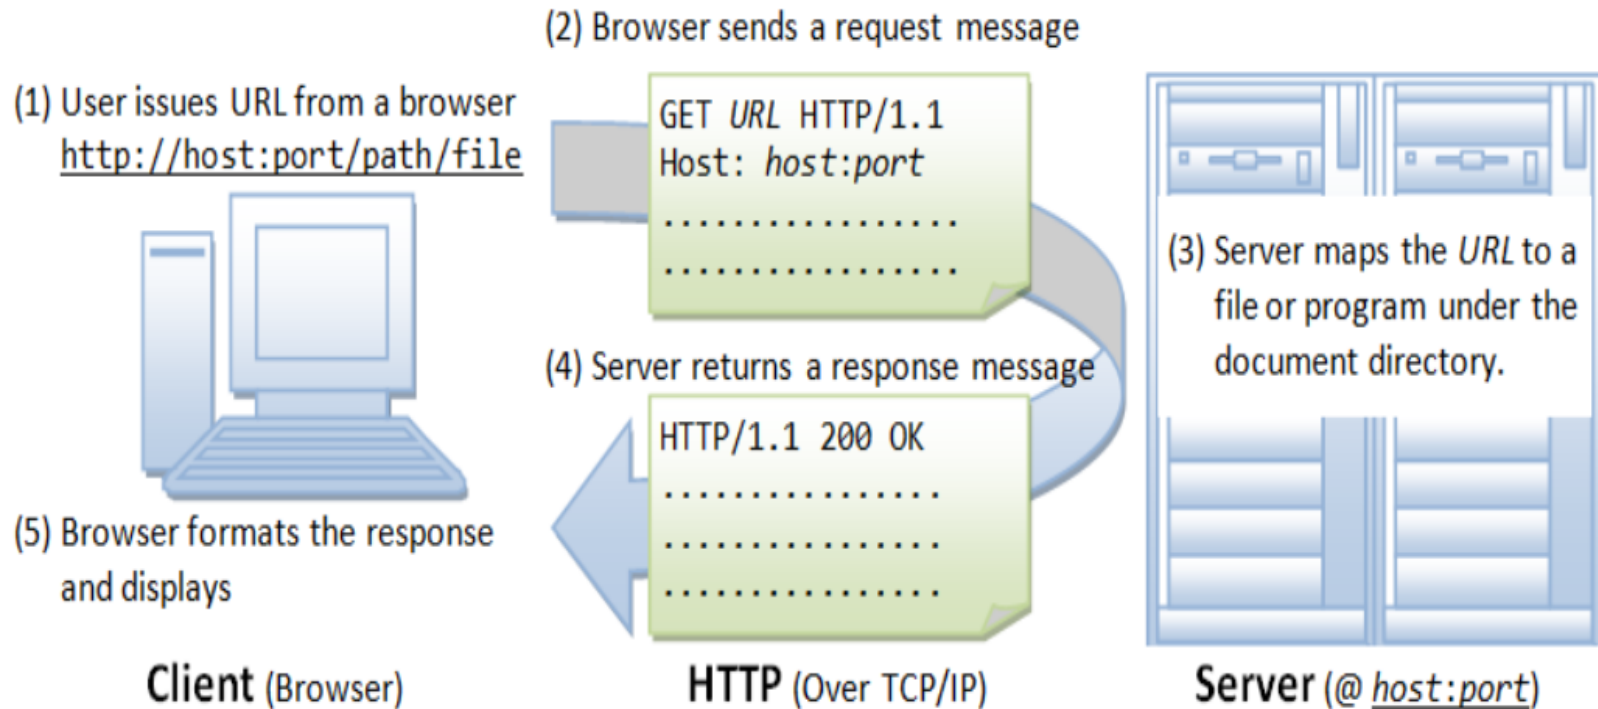 (1) User issues URL from a browser
http://host:port/path/file
(2) Browser sends a request message
GET URL HTTP/1.1
Host: host:port
..................
..................
(3) Server maps the URL to a
file or program under the
document directory.
(4) Server returns a response message
HTTP/1.1 200 OK
.................
.................
.................
(5) Browser formats the response
and displays
Client (Browser)
HTTP (Over TCP/IP)
Server (@ host:port)